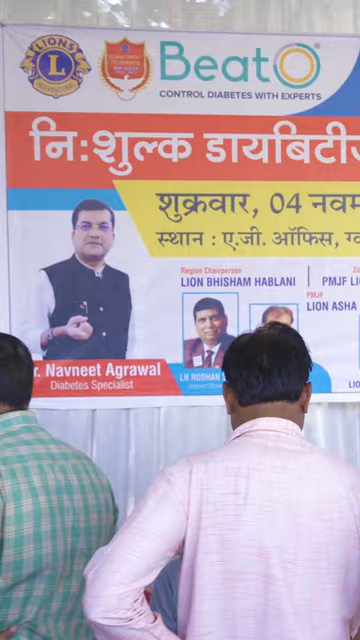 LIONS
L
INTERNATIONAL
BeatO
CONTROL DIABETES WITH EXPERTS
नि:शुल्क डायबिटीज
शुक्रवार, 04 नवम
स्थान : ए.जी. ऑफिस, ग्व
Region Chairperson
LION BHISHAM HABLANI
PMJF LI
PMJF
LION ASHA
r. Navneet Agrawal
Diabetes Specialist
LN ROSHAN